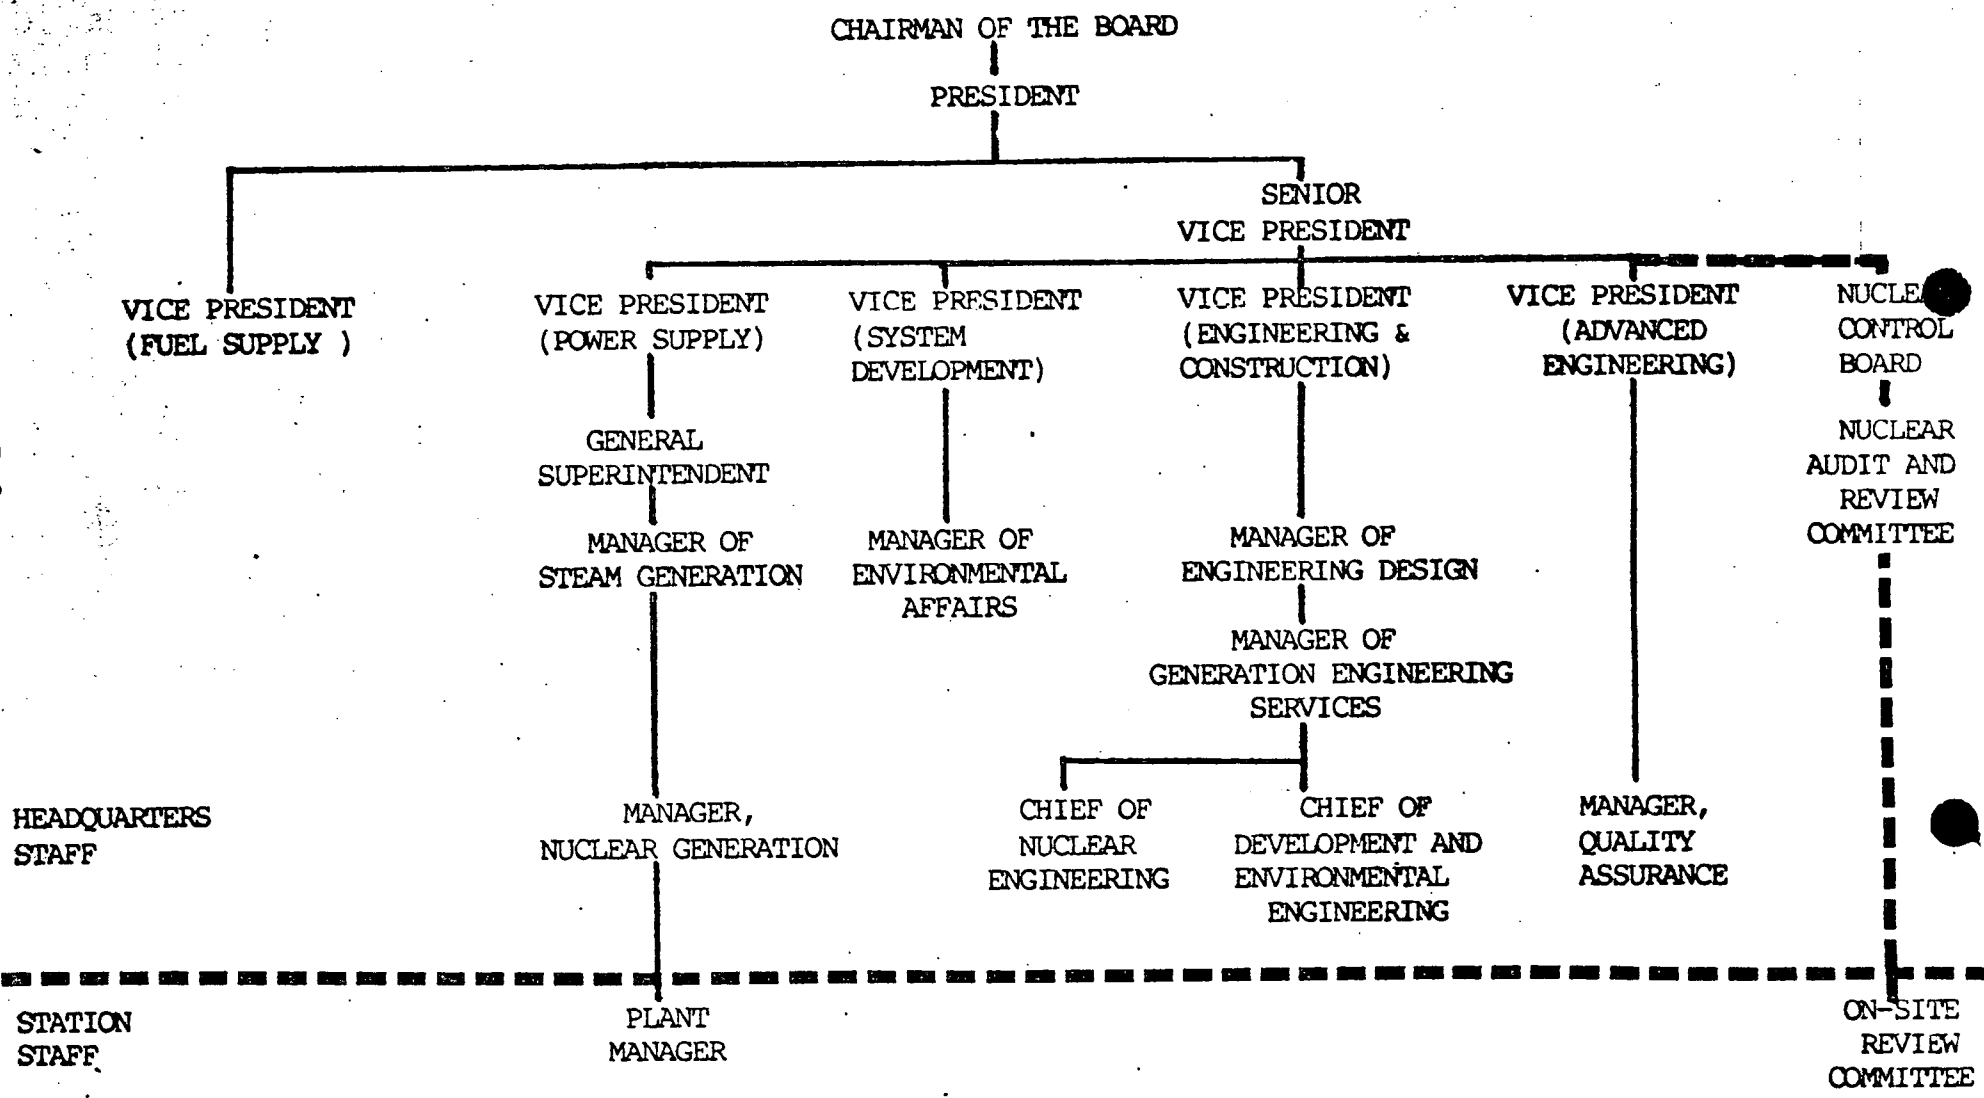 CHAIRMAN OF THE BOARD
PRESIDENT
SENIOR
VICE PRESIDENT
VICE PRESIDENT
(FUEL SUPPLY )
VICE PRESIDENT
(POWER SUPPLY)
VICE PRESIDENT
(SYSTEM
DEVELOPMENT)
VICE PRESIDENT
(ENGINEERING &
CONSTRUCTION)
VICE PRESIDENT
(ADVANCED
ENGINEERING)
CONTROL
BOARD
GENERAL
SUPERINTENDENT
NUCLEAR
AUDIT AND
REVIEW
COMMITTEE
MANAGER OF
STEAM GENERATION
MANAGER OF
ENVIRONMENTAL
AFFAIRS
MANAGER OF
ENGINEERING DESIGN
MANAGER OF
GENERATION ENGINEERING
SERVICES
HEADQUARTERS
STAFF
MANAGER,
NUCLEAR GENERATION
CHIEF OF
NUCLEAR
ENGINEERING
CHIEF OF
DEVELOPMENT AND
ENVIRONMENTAL
ENGINEERING
MANAGER,
QUALITY
ASSURANCE
STATION
STAFF
PLANT
MANAGER
ON-SITE
REVIEW
COMMITTEE